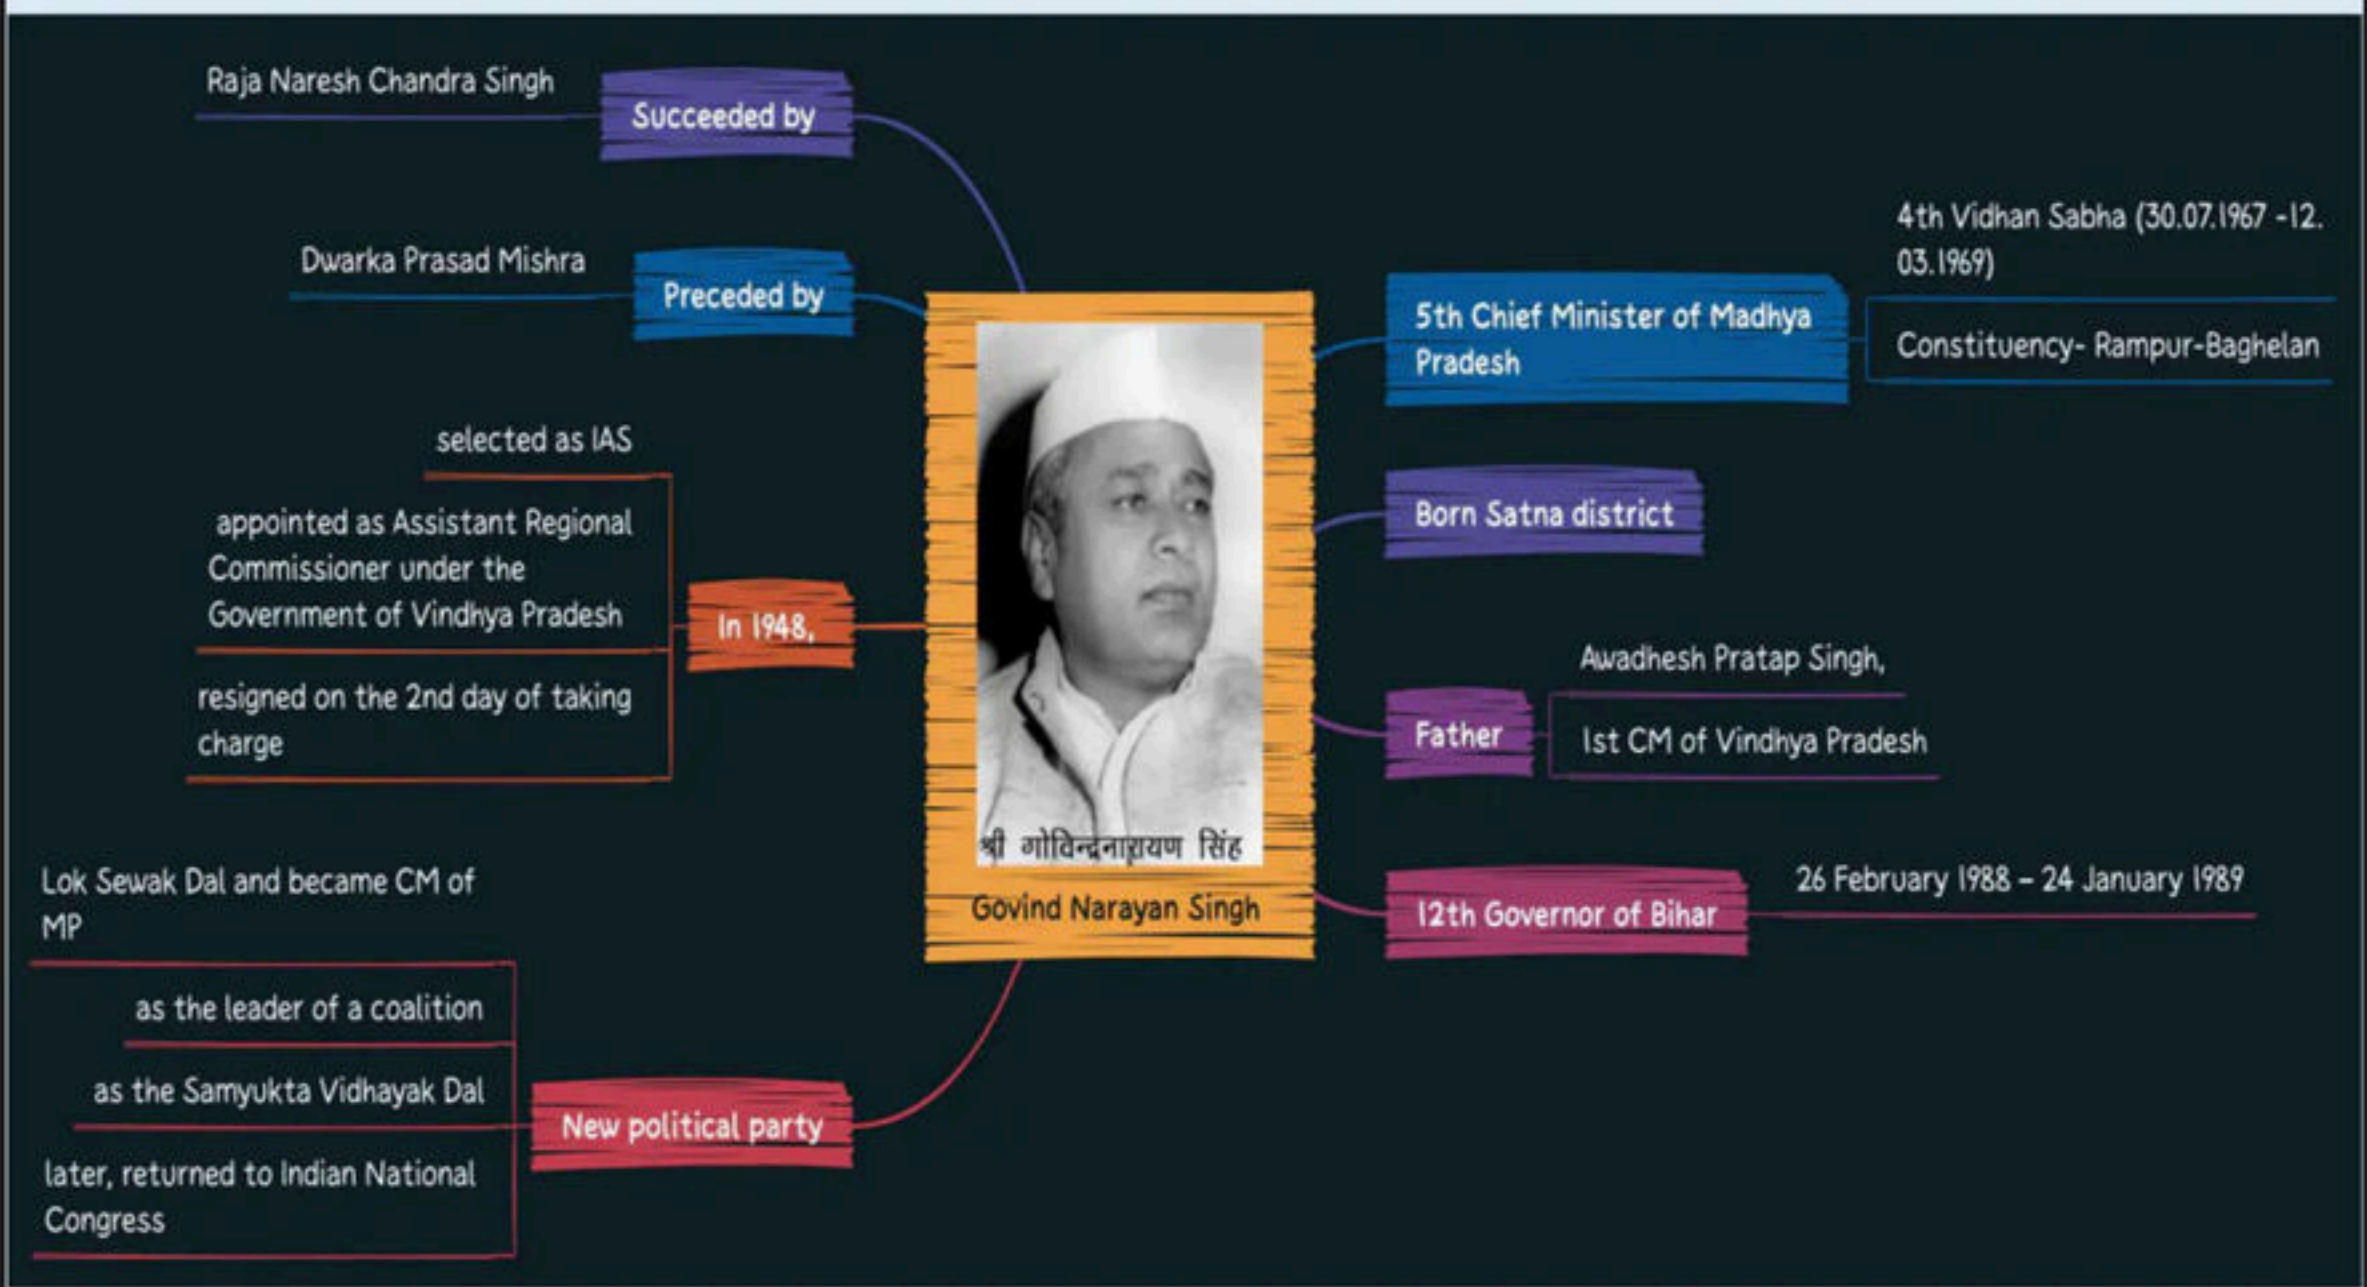 Raja Naresh Chandra Singh
Succeeded by
Dwarka Prasad Mishra
Preceded by
selected as IAS
appointed as Assistant Regional
Commissioner under the
Government of Vindhya Pradesh
resigned on the 2nd day of taking
charge
In 1948,
Lok Sewak Dal and became CM of
MP
as the leader of a coalition
as the Samyukta Vidhayak Dal
later, returned to Indian National
Congress
New political party
श्री गोविन्द्रनारायण सिंह
Govind Narayan Singh
5th Chief Minister of Madhya
Pradesh
4th Vidhan Sabha (30.07.1967 -12.
03.1969)
Constituency- Rampur-Baghelan
Born Satna district
Father
Awadhesh Pratap Singh,
1st CM of Vindhya Pradesh
12th Governor of Bihar
26 February 1988 – 24 January 1989